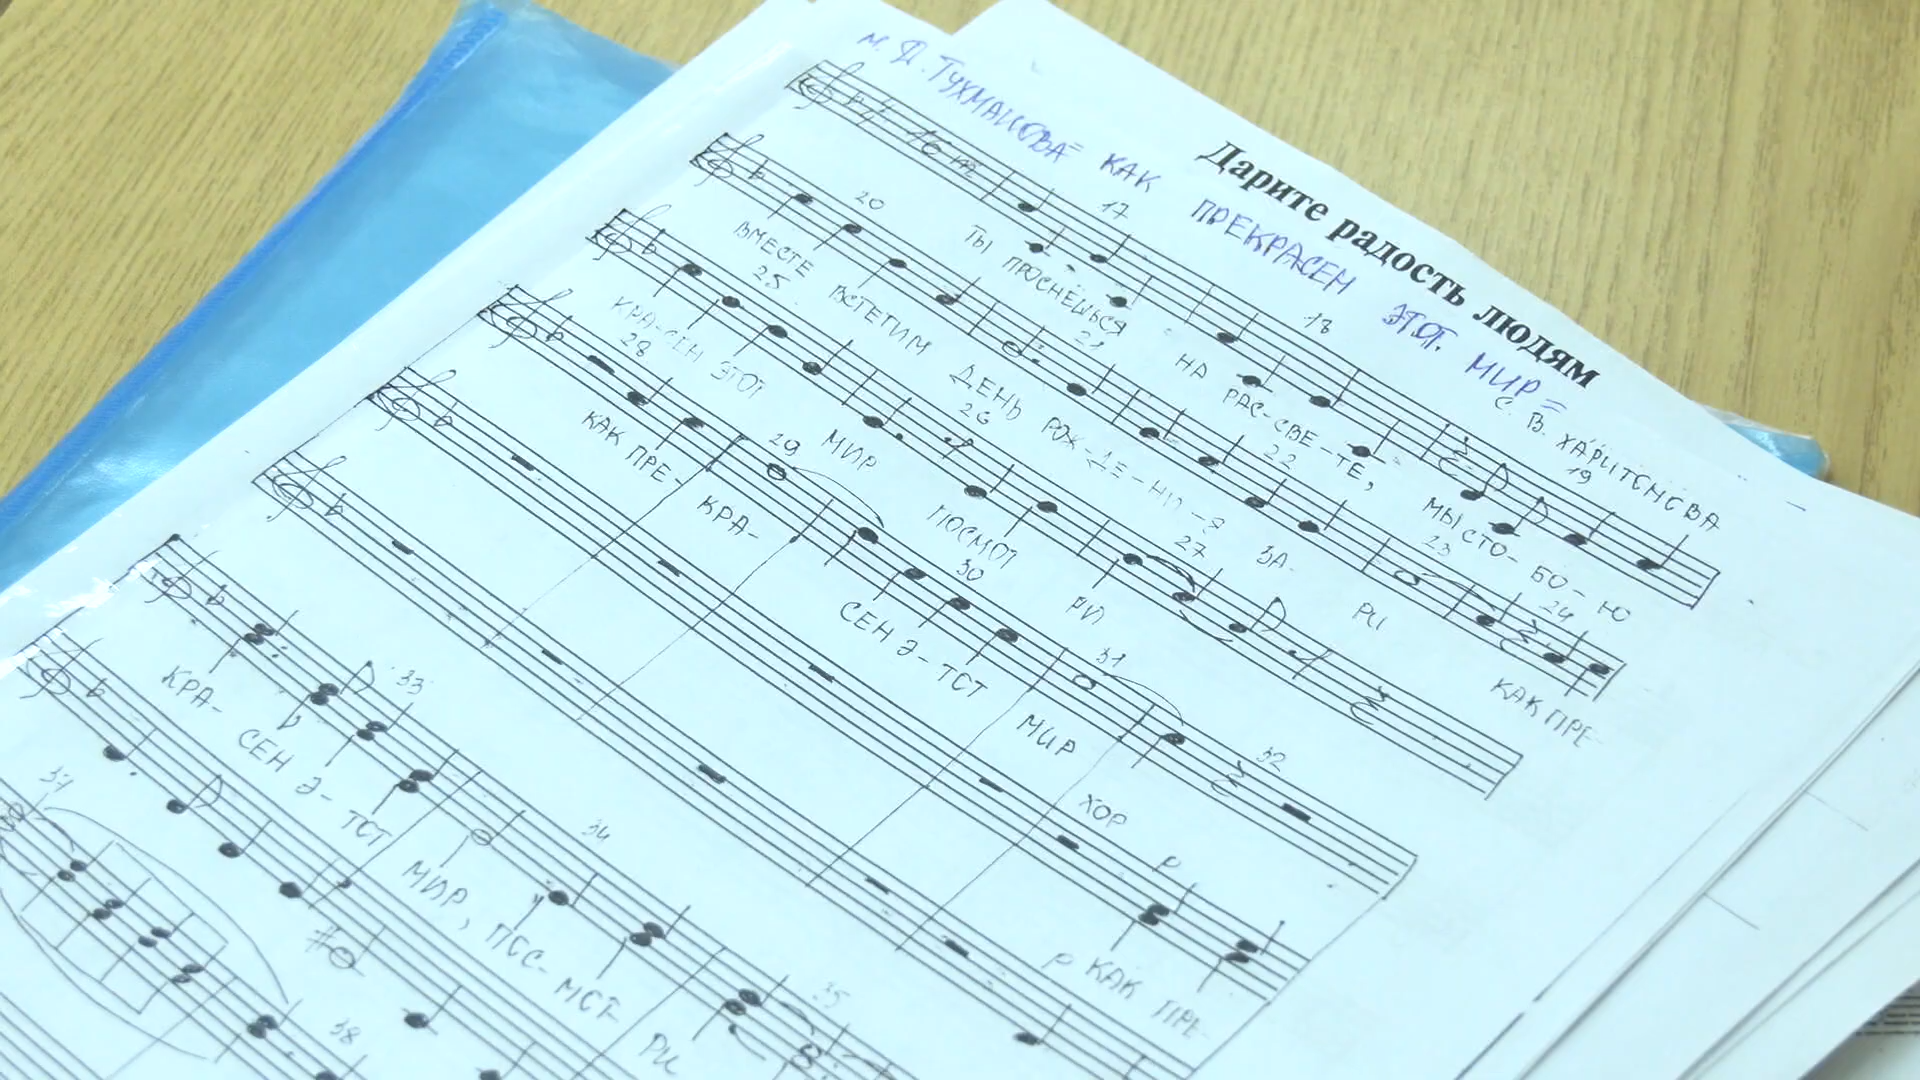 Дарите радость людям
м. Д. ТУХМАНОВА = КАК ПРЕКРАСЕН ЭТОТ МИР =
С. В. ХАРИТОНОВА
17 18 19
ТЫ ПРОСНЁШЬСЯ НА РАС-СВЕ-ТЕ, МЫ СТО-БО-Ю
20 21 22 23 24
ВМЕСТЕ ВСТЕТИМ ДЕНЬ РОЖ-ДЕ-НИ-Я ЗА- РИ КАК ПРЕ-
25 26 27
КРА-СЕН ЭТОТ МИР ПОСМОТ РИ
28 29 30 31 32
КАК ПРЕ- КРА- СЕН Э-ТОТ МИР
ХОР
P
P КАК ПРЕ-
33 34 35
КРА- СЕН Э- ТОТ МИР, ПОС- МОТ- РИ
37 38